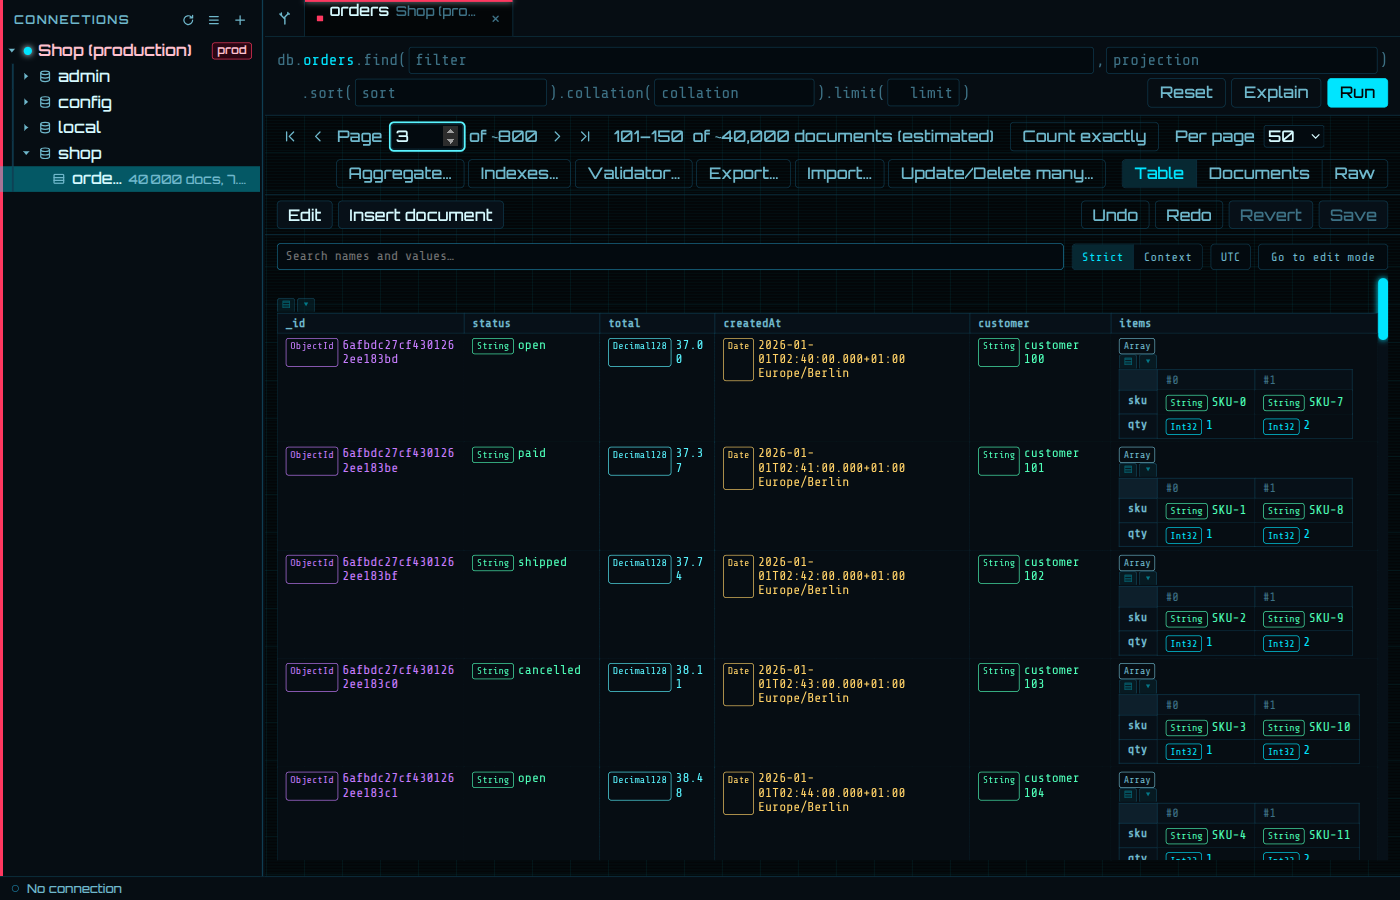 CONNECTIONS
Shop (production) prod
admin
config
local
shop
orde... 40 000 docs, 7....
orders Shop (pro... ×
db.orders.find( filter , projection )
.sort( sort ).collation( collation ).limit( limit )
Reset Explain Run
Page 3 of ~800 101–150 of ~40,000 documents (estimated) Count exactly Per page 50
Aggregate... Indexes... Validator... Export... Import... Update/Delete many... Table Documents Raw
Edit Insert document Undo Redo Revert Save
Search names and values… Strict Context UTC Go to edit mode
_id status total createdAt customer items
ObjectId 6afbdc27cf430126 String open Decimal128 37.0 Date 2026-01- String customer Array
2ee183bd 0 01T02:40:00.000+01:00 100
Europe/Berlin
#0 #1
sku String SKU-0 String SKU-7
qty Int32 1 Int32 2
ObjectId 6afbdc27cf430126 String paid Decimal128 37.3 Date 2026-01- String customer Array
2ee183be 7 01T02:41:00.000+01:00 101
Europe/Berlin
#0 #1
sku String SKU-1 String SKU-8
qty Int32 1 Int32 2
ObjectId 6afbdc27cf430126 String shipped Decimal128 37.7 Date 2026-01- String customer Array
2ee183bf 4 01T02:42:00.000+01:00 102
Europe/Berlin
#0 #1
sku String SKU-2 String SKU-9
qty Int32 1 Int32 2
ObjectId 6afbdc27cf430126 String cancelled Decimal128 38.1 Date 2026-01- String customer Array
2ee183c0 1 01T02:43:00.000+01:00 103
Europe/Berlin
#0 #1
sku String SKU-3 String SKU-10
qty Int32 1 Int32 2
ObjectId 6afbdc27cf430126 String open Decimal128 38.4 Date 2026-01- String customer Array
2ee183c1 8 01T02:44:00.000+01:00 104
Europe/Berlin
#0 #1
sku String SKU-4 String SKU-11
qty Int32 1 Int32 2
No connection